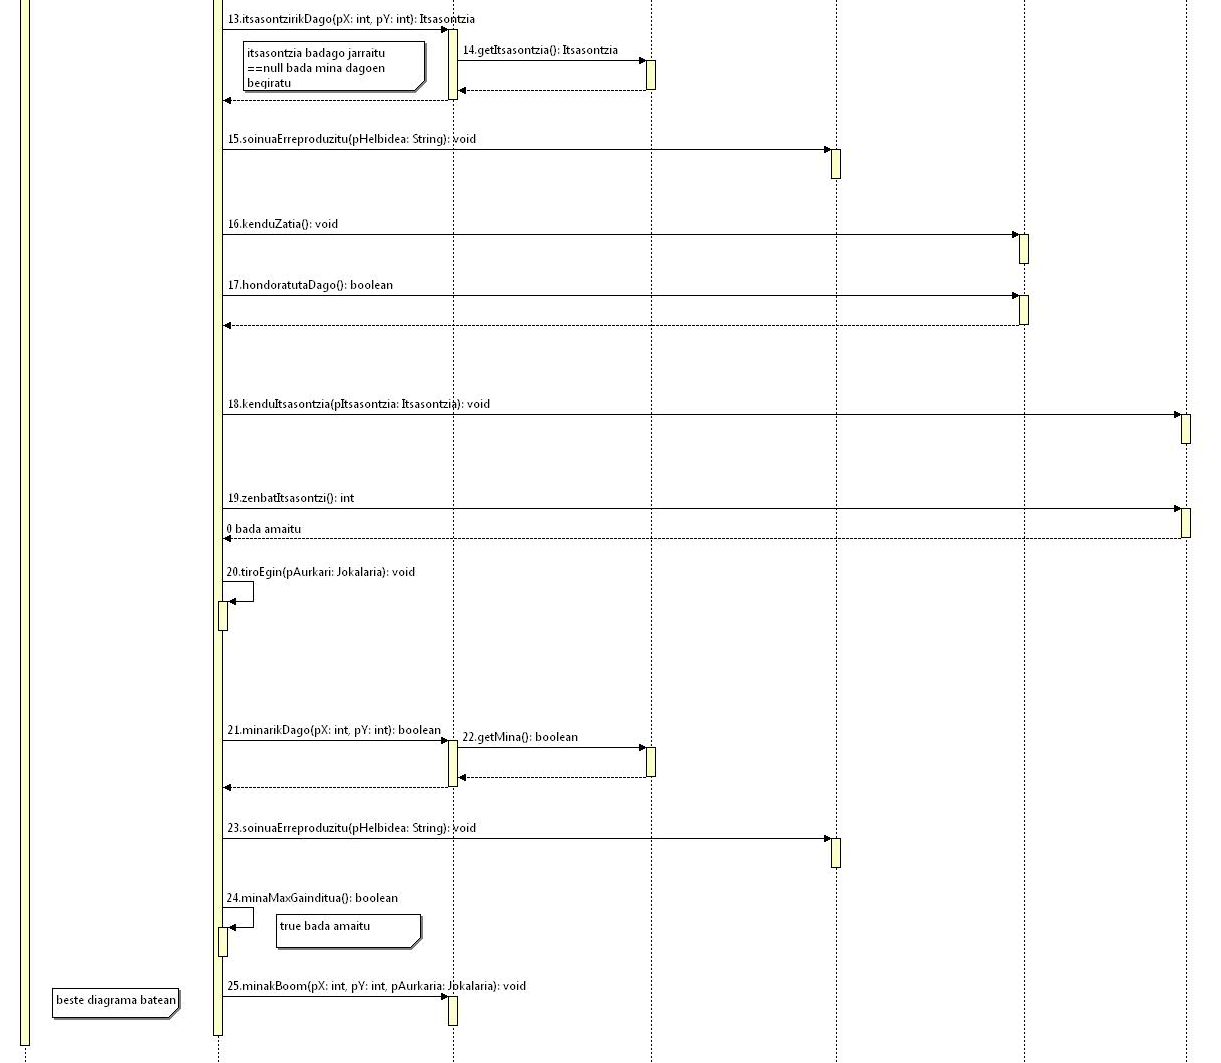 13.itsasontzirikDago(pX: int, pY: int): Itsasontzia
itsasontzia badago jarraitu
==null bada mina dagoen
begiratu
14.getItsasontzia(): Itsasontzia
15.soinuaErreproduzitu(pHelbidea: String): void
16.kenduZatia(): void
17.hondoratutaDago(): boolean
18.kenduItsasontzia(pItsasontzia: Itsasontzia): void
19.zenbatItsasontzi(): int
0 bada amaitu
20.tiroEgin(pAurkari: Jokalaria): void
21.minarikDago(pX: int, pY: int): boolean
22.getMina(): boolean
23.soinuaErreproduzitu(pHelbidea: String): void
24.minaMaxGainditua(): boolean
true bada amaitu
25.minakBoom(pX: int, pY: int, pAurkaria: Jokalaria): void
beste diagrama batean